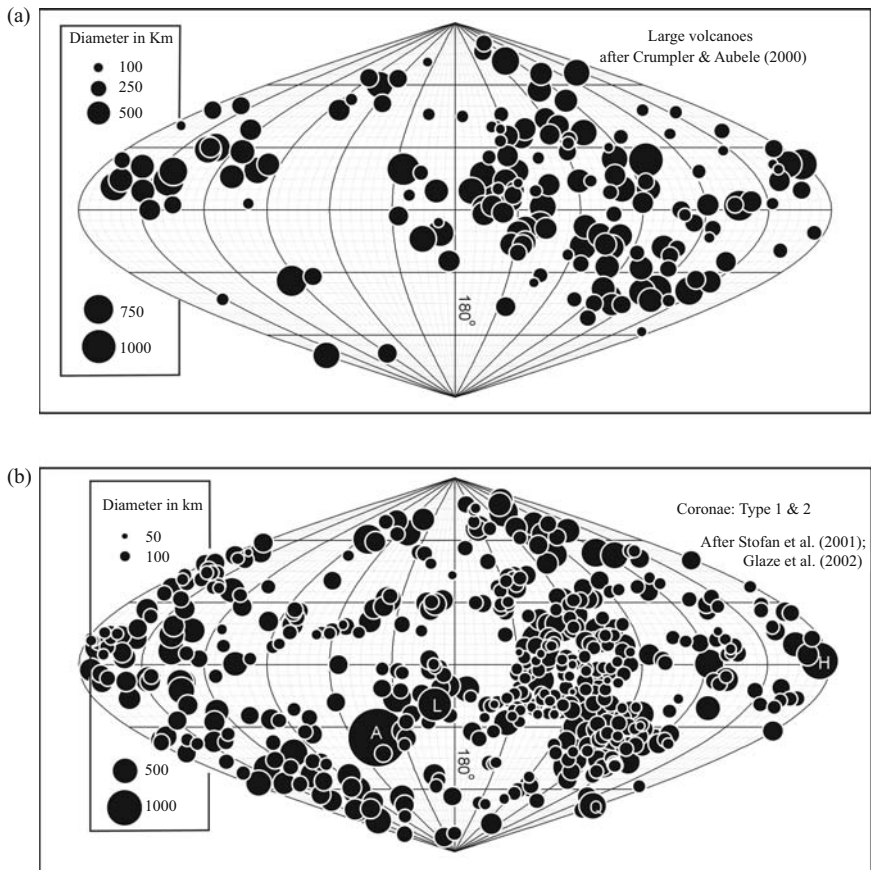 (a)
Diameter in Km
100
250
500
750
1000
Large volcanoes
after Crumpler & Aubele (2000)
180°
(b)
Diameter in km
50
100
500
1000
Coronae: Type 1 & 2
After Stofan et al. (2001);
Glaze et al. (2002)
H
L
A
180°
Q